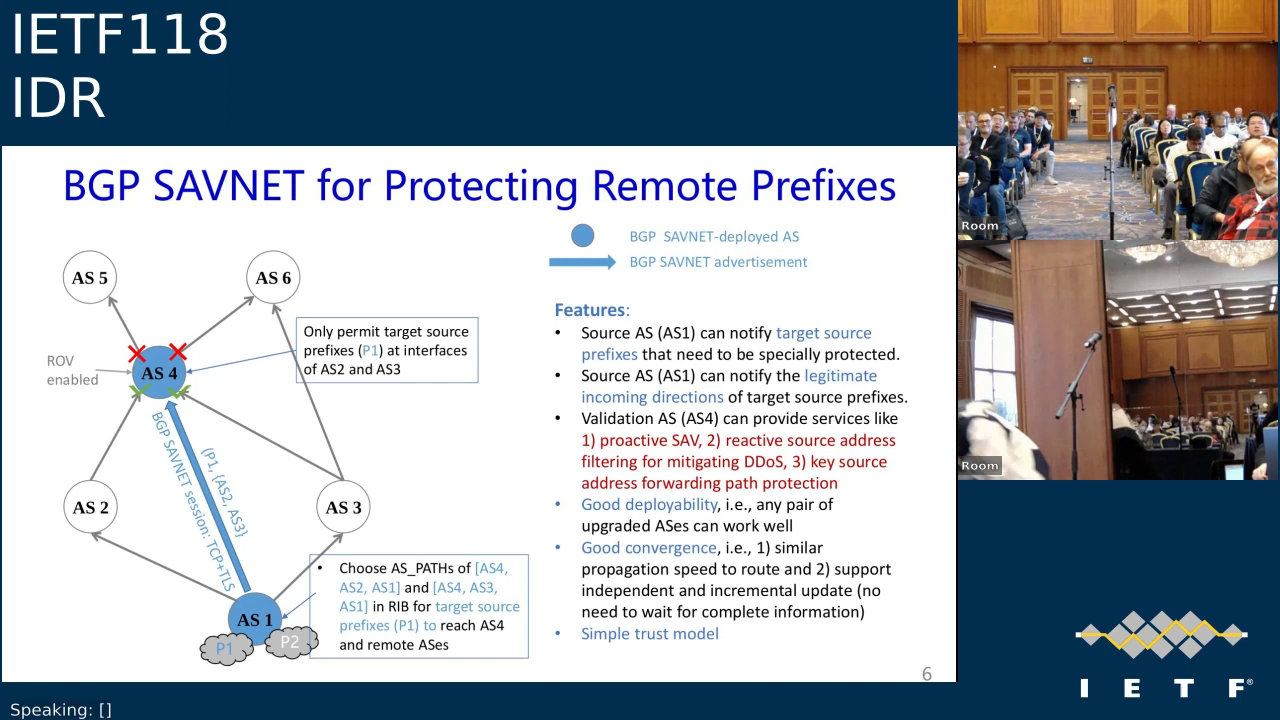 IETF118
IDR
BGP SAVNET for Protecting Remote Prefixes
BGP SAVNET-deployed AS
BGP SAVNET advertisement
AS 5
AS 6
Only permit target source
prefixes (P1) at interfaces
of AS2 and AS3
ROV
enabled
AS 4
BGP SAVNET session: TCP+TLS
(P1, {AS2, AS3}
AS 2
AS 3
• Choose AS_PATHs of [AS4,
AS2, AS1] and [AS4, AS3,
AS1] in RIB for target source
prefixes (P1) to reach AS4
and remote ASes
AS 1
P1
P2
Features:
• Source AS (AS1) can notify target source
prefixes that need to be specially protected.
• Source AS (AS1) can notify the legitimate
incoming directions of target source prefixes.
• Validation AS (AS4) can provide services like
1) proactive SAV, 2) reactive source address
filtering for mitigating DDoS, 3) key source
address forwarding path protection
• Good deployability, i.e., any pair of
upgraded ASes can work well
• Good convergence, i.e., 1) similar
propagation speed to route and 2) support
independent and incremental update (no
need to wait for complete information)
• Simple trust model
6
Room
Room
I E T F®
Speaking: []